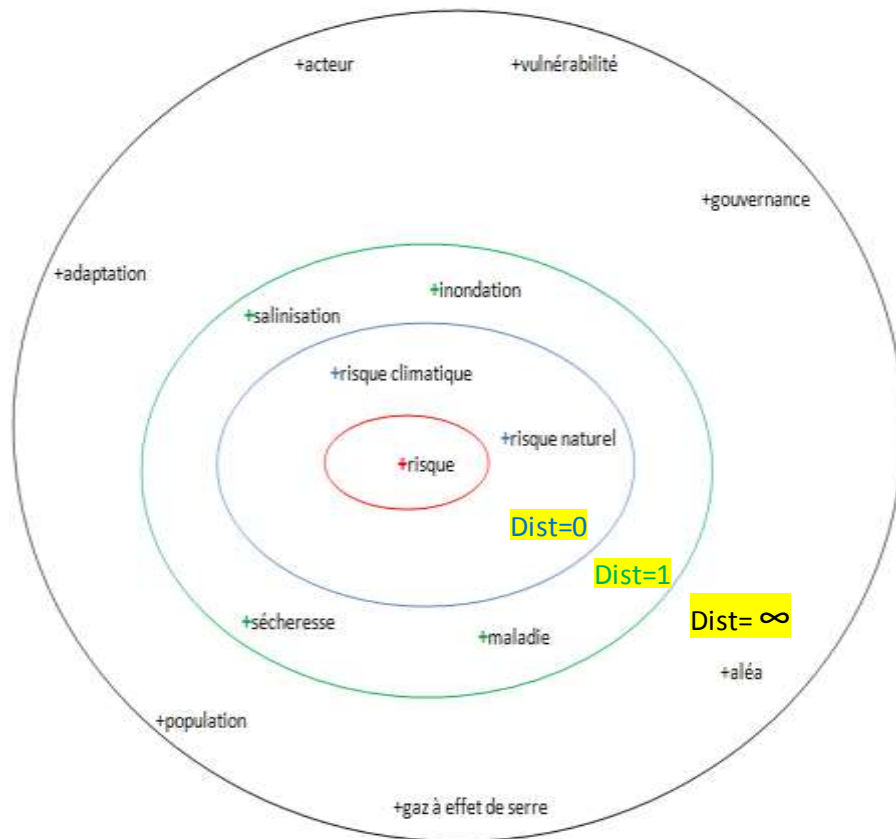 +acteur
+vulnérabilité
+gouvernance
+adaptation
+inondation
+salinisation
+risque climatique
+risque naturel
+risque
Dist=0
Dist=1
Dist= ∞
+sécheresse
+maladie
+aléa
+population
+gaz à effet de serre